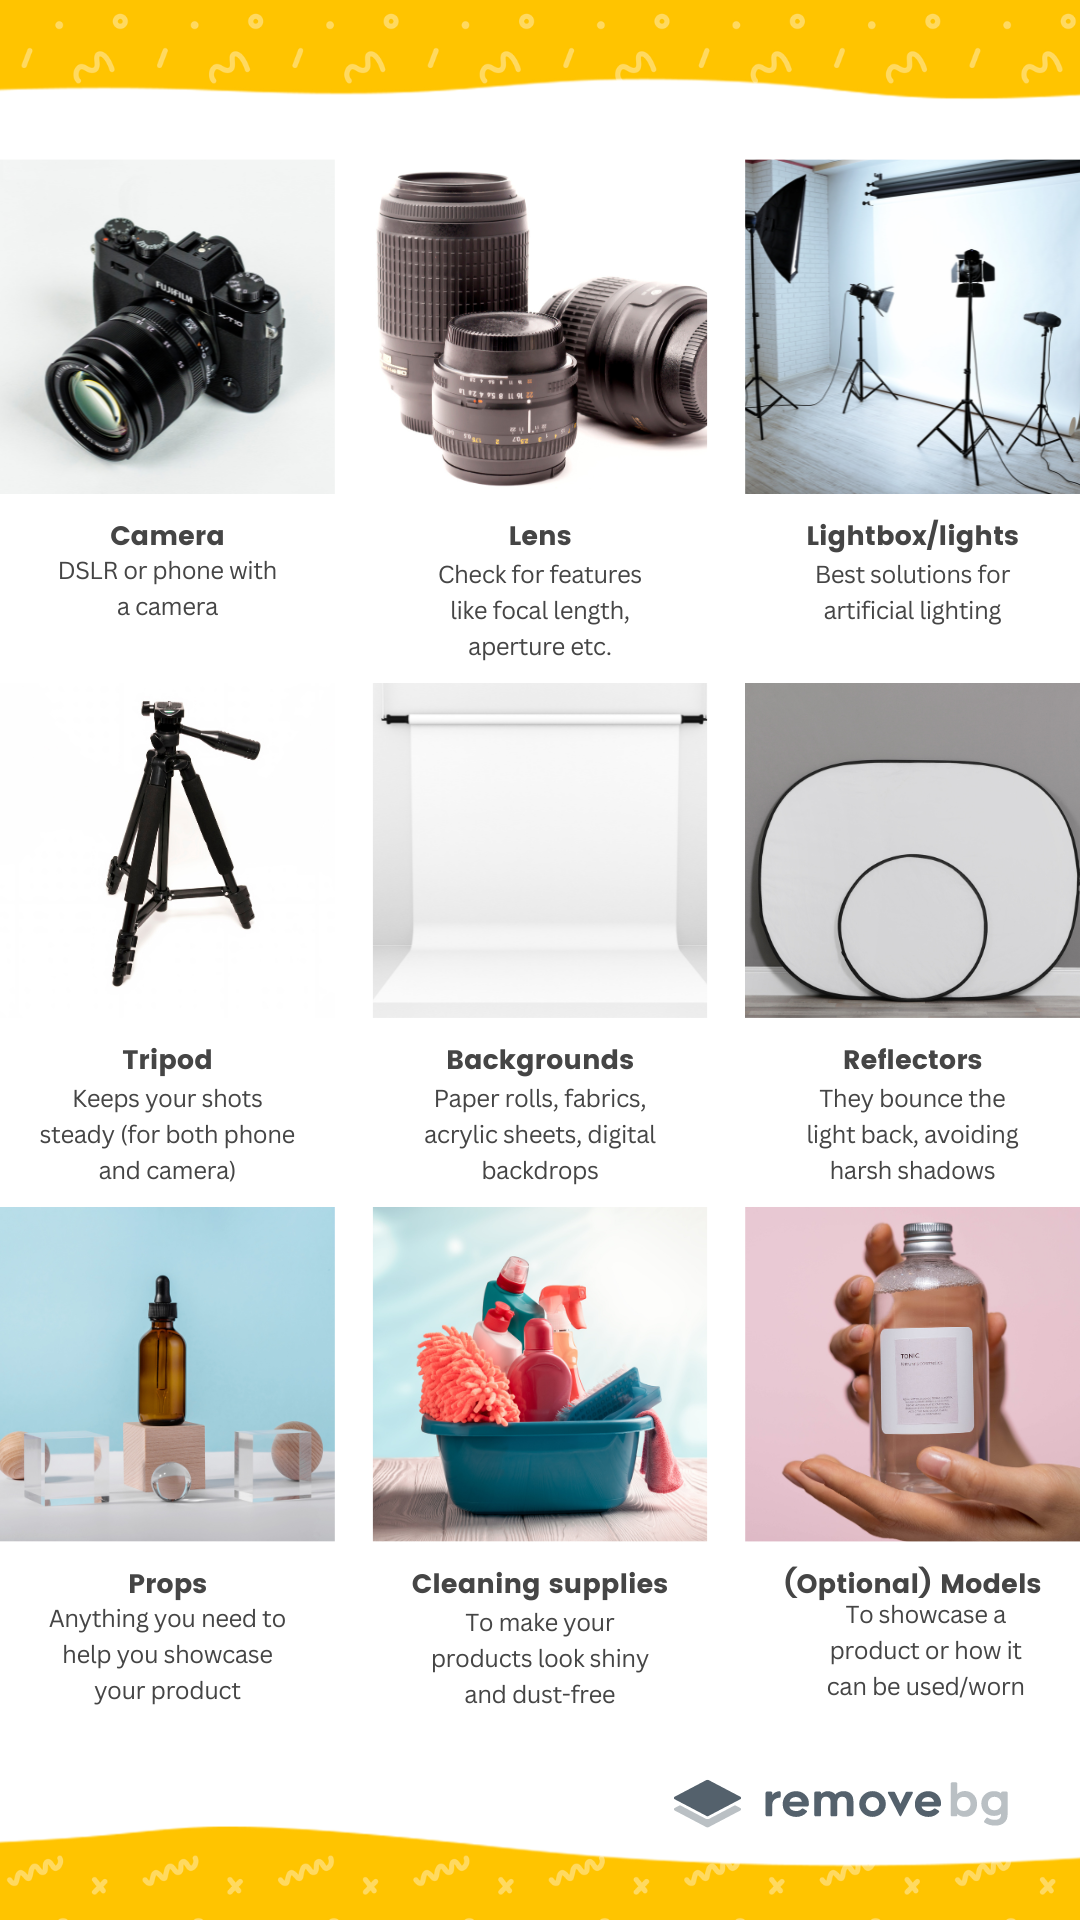 FUJIFILM
X-T10
Camera
DSLR or phone with
a camera
Lens
Check for features
like focal length,
aperture etc.
Lightbox/lights
Best solutions for
artificial lighting
Tripod
Keeps your shots
steady (for both phone
and camera)
Backgrounds
Paper rolls, fabrics,
acrylic sheets, digital
backdrops
Reflectors
They bounce the
light back, avoiding
harsh shadows
TONIC
Props
Anything you need to
help you showcase
your product
Cleaning supplies
To make your
products look shiny
and dust-free
(Optional) Models
To showcase a
product or how it
can be used/worn
removebg